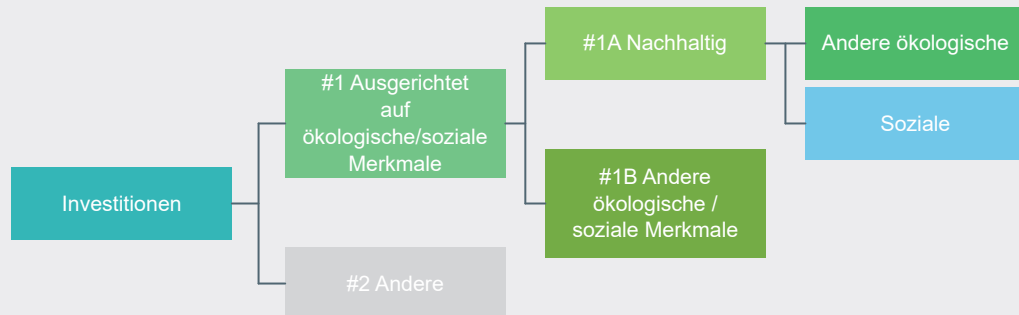 Investitionen
#1 Ausgerichtet
auf
ökologische/soziale
Merkmale
#2 Andere
#1A Nachhaltig
#1B Andere
ökologische /
soziale Merkmale
Andere ökologische
Soziale